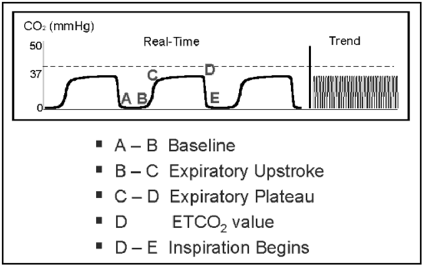 CO₂ (mmHg)
50
Real-Time
Trend
37
C
D
A
B
E
0
▪ A – B Baseline
▪ B – C Expiratory Upstroke
▪ C – D Expiratory Plateau
▪ D ETCO₂ value
▪ D – E Inspiration Begins